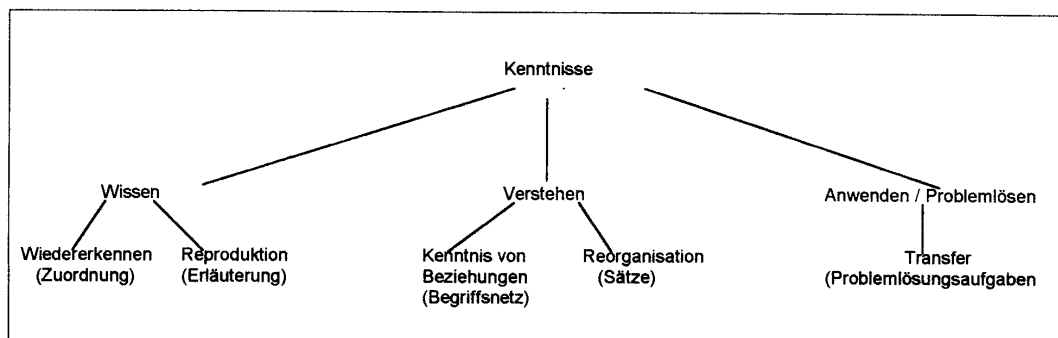 Kenntnisse
Wissen
Verstehen
Anwenden / Problemlösen
Wiedererkennen
(Zuordnung)
Reproduktion
(Erläuterung)
Kenntnis von
Beziehungen
(Begriffsnetz)
Reorganisation
(Sätze)
Transfer
(Problemlösungsaufgaben